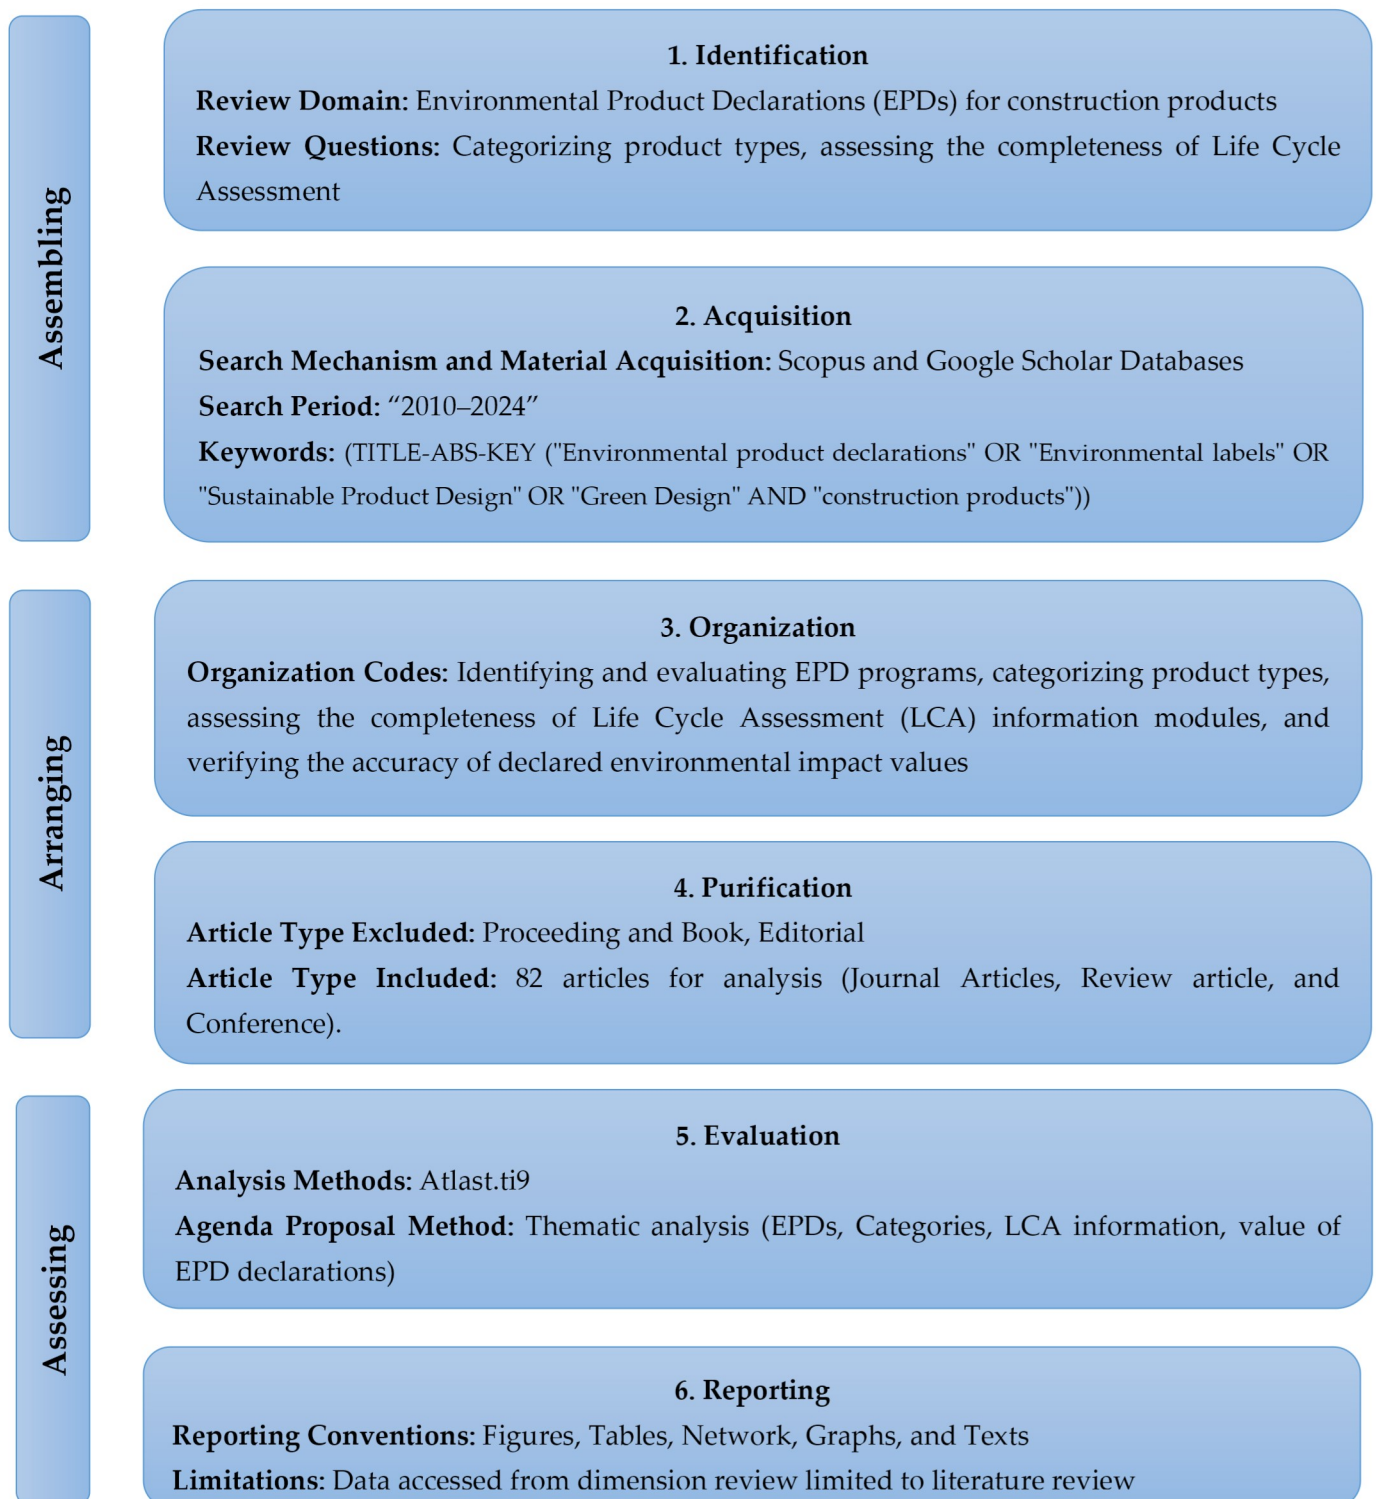 Assembling
1. Identification
Review Domain: Environmental Product Declarations (EPDs) for construction products
Review Questions: Categorizing product types, assessing the completeness of Life Cycle
Assessment
2. Acquisition
Search Mechanism and Material Acquisition: Scopus and Google Scholar Databases
Search Period: “2010–2024”
Keywords: (TITLE-ABS-KEY ("Environmental product declarations" OR "Environmental labels" OR
"Sustainable Product Design" OR "Green Design" AND "construction products"))
Arranging
3. Organization
Organization Codes: Identifying and evaluating EPD programs, categorizing product types,
assessing the completeness of Life Cycle Assessment (LCA) information modules, and
verifying the accuracy of declared environmental impact values
4. Purification
Article Type Excluded: Proceeding and Book, Editorial
Article Type Included: 82 articles for analysis (Journal Articles, Review article, and
Conference).
Assessing
5. Evaluation
Analysis Methods: Atlast.ti9
Agenda Proposal Method: Thematic analysis (EPDs, Categories, LCA information, value of
EPD declarations)
6. Reporting
Reporting Conventions: Figures, Tables, Network, Graphs, and Texts
Limitations: Data accessed from dimension review limited to literature review